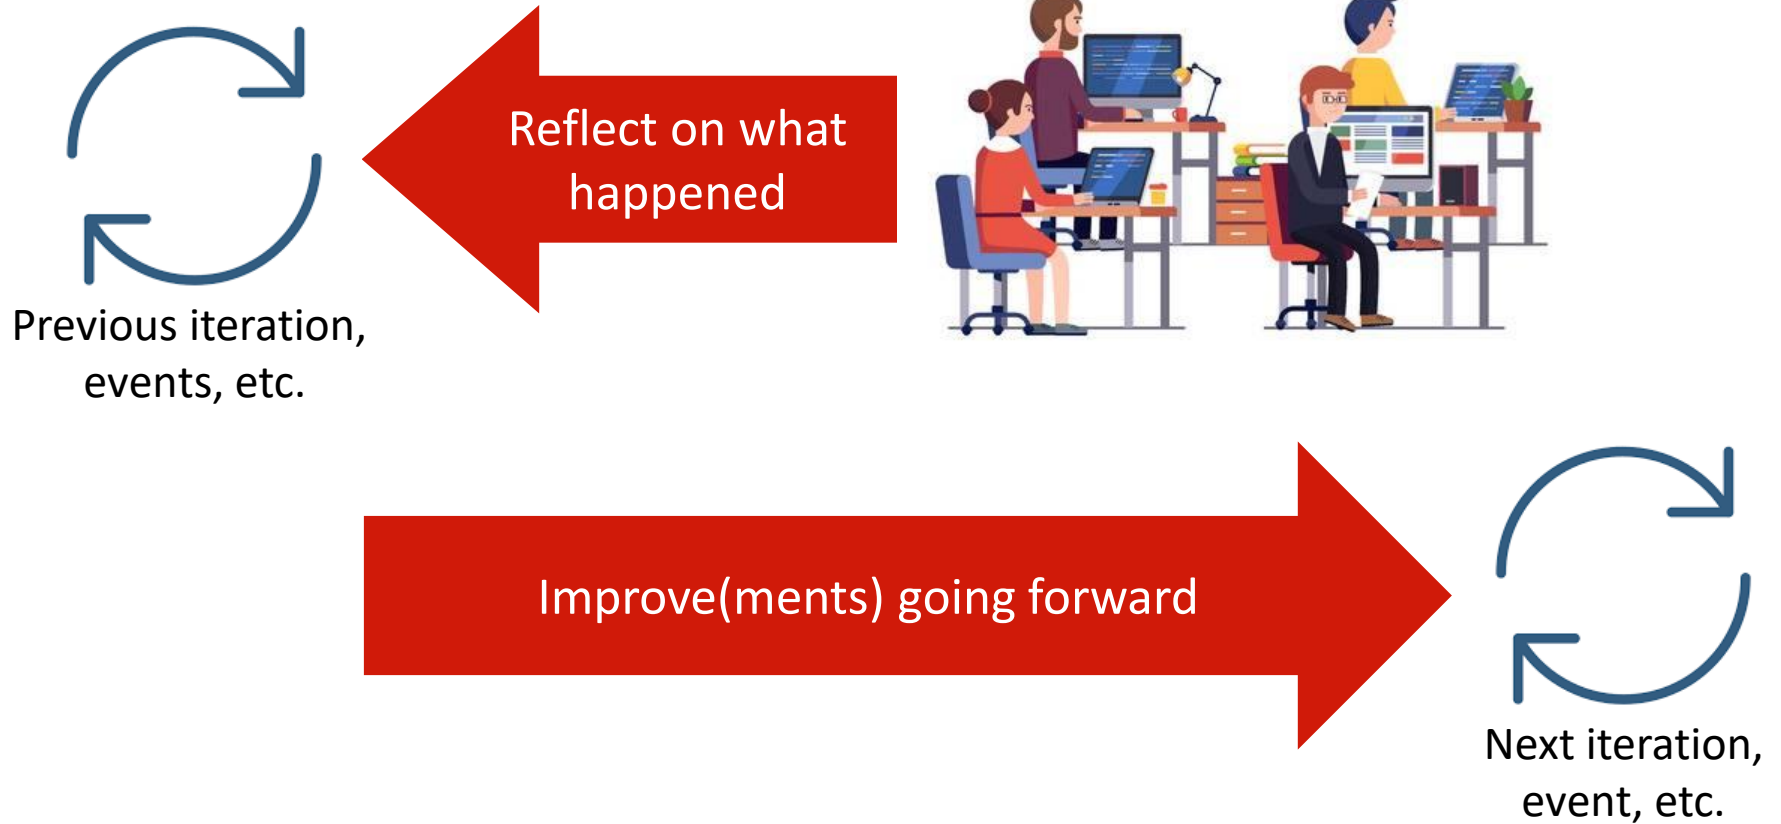 Reflect on what
happened
Previous iteration,
events, etc.
Improve(ments) going forward
Next iteration,
event, etc.